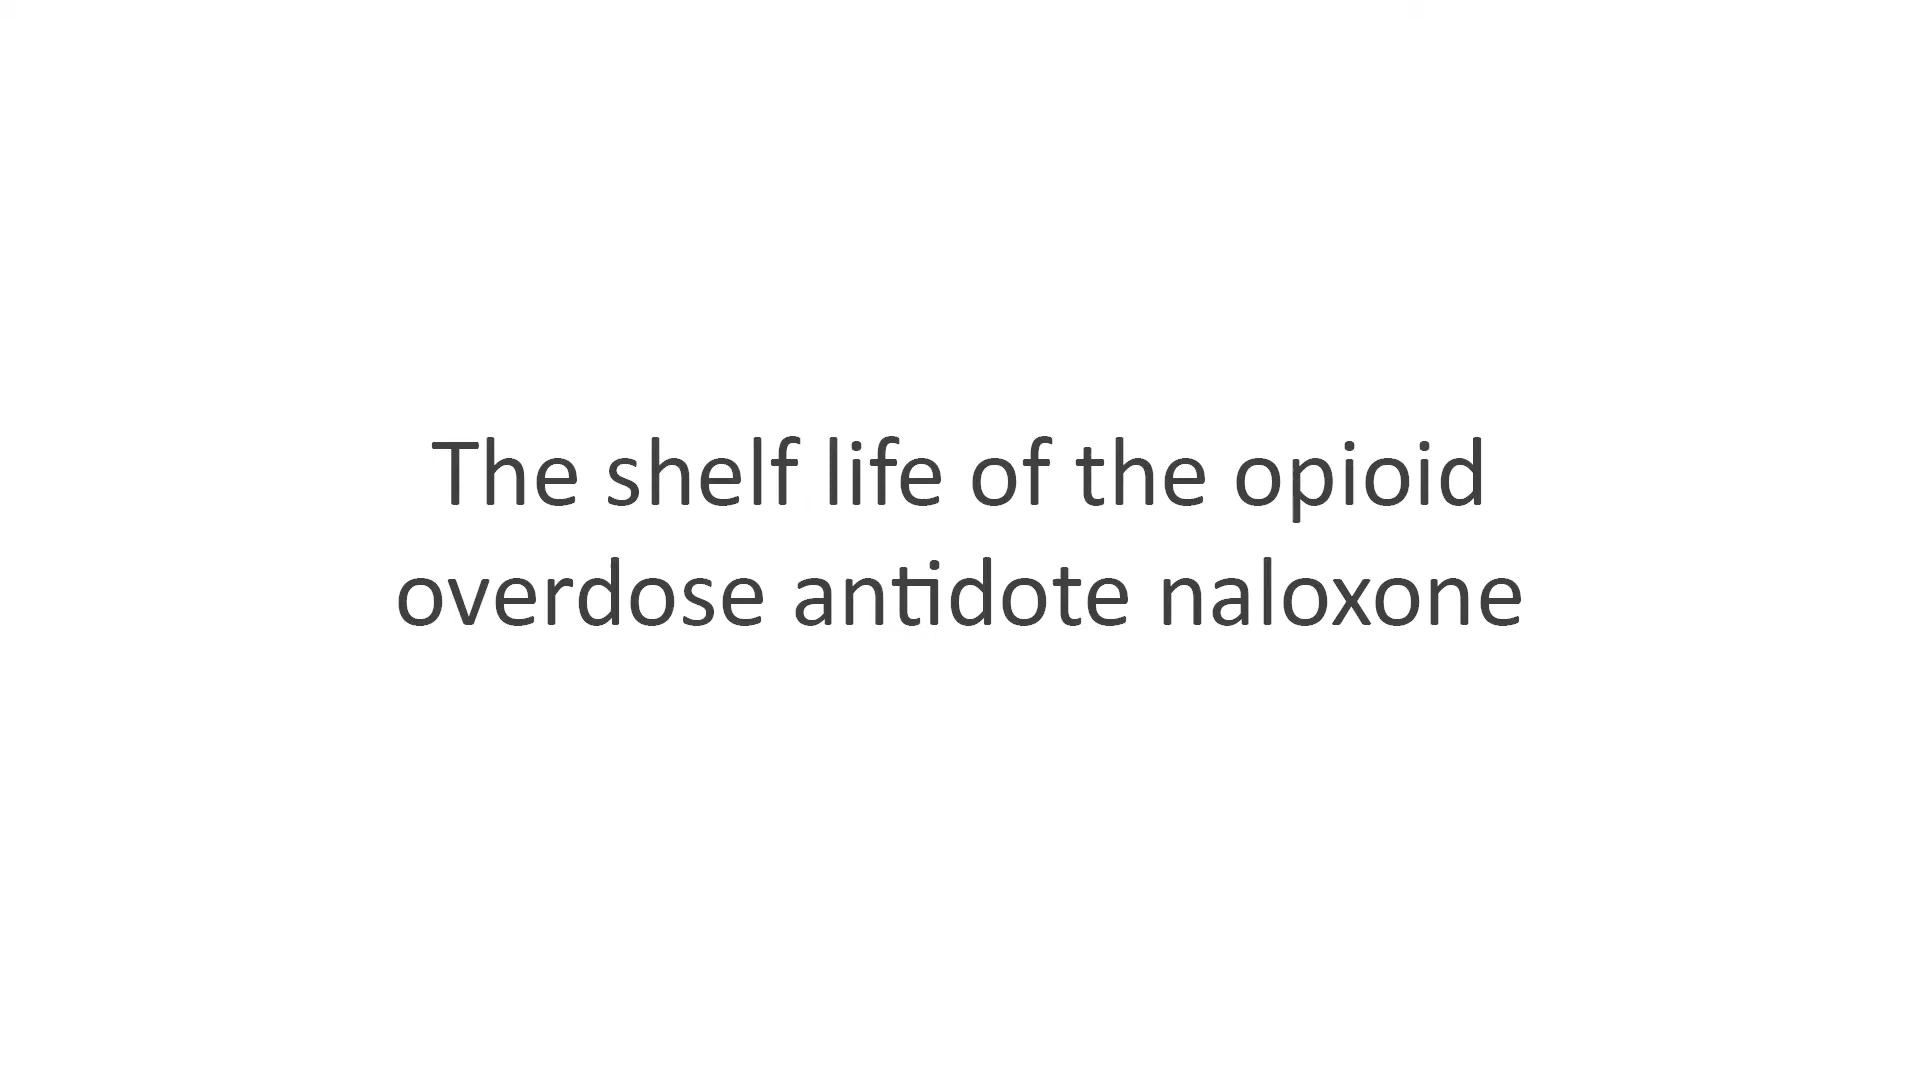 The shelf life of the opioid
overdose antidote naloxone